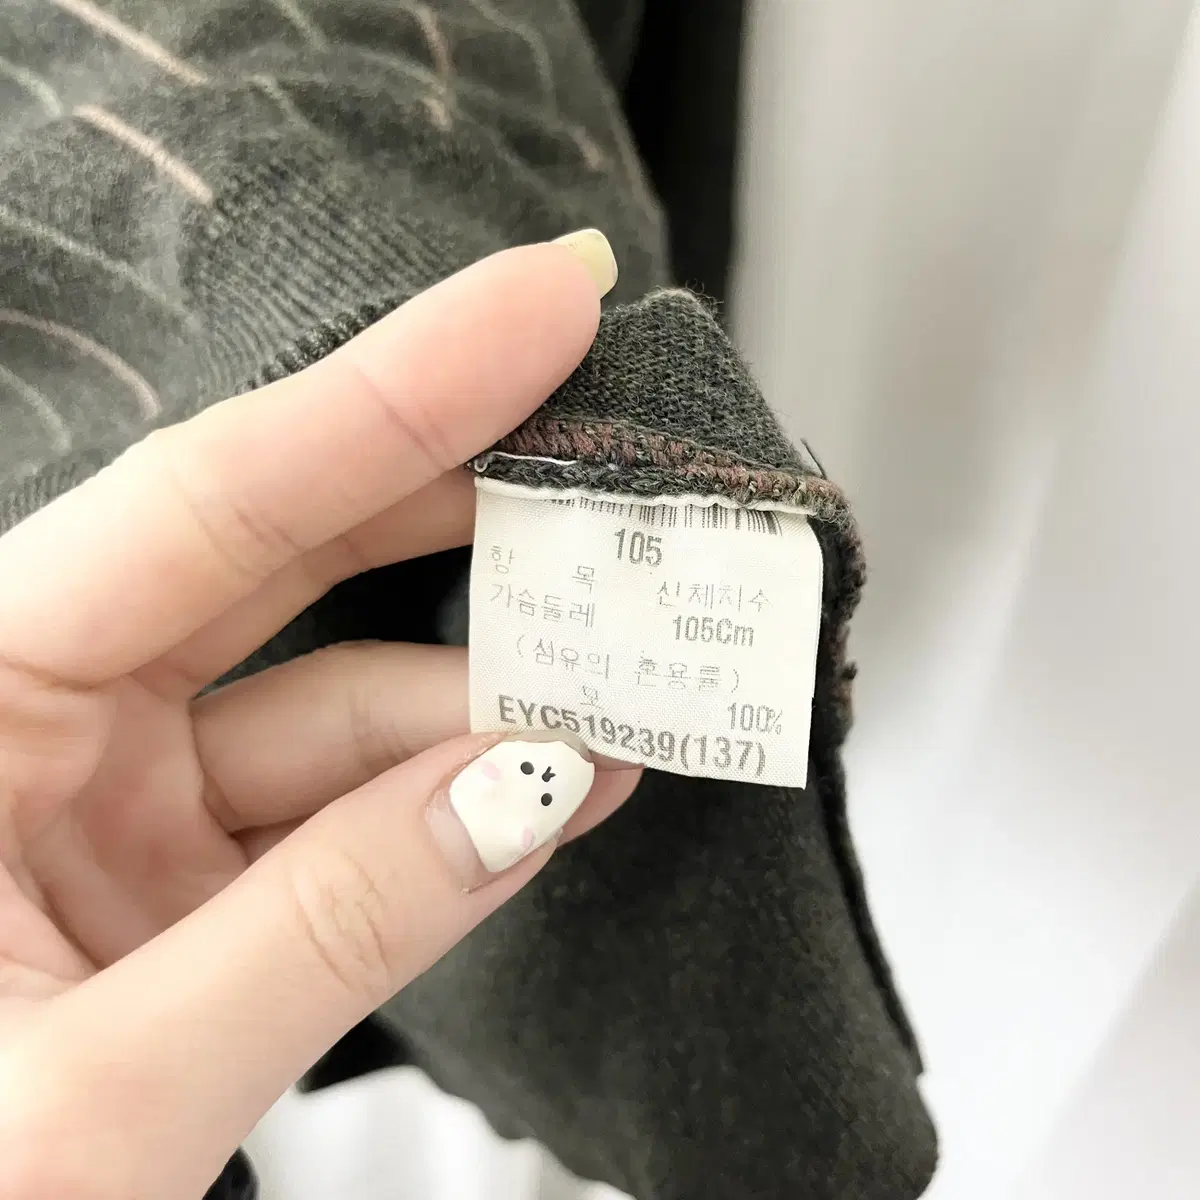 105
항 목 신체치수
가슴둘레 105Cm
(섬유의 혼용률)
모 100%
EYC519239(137)